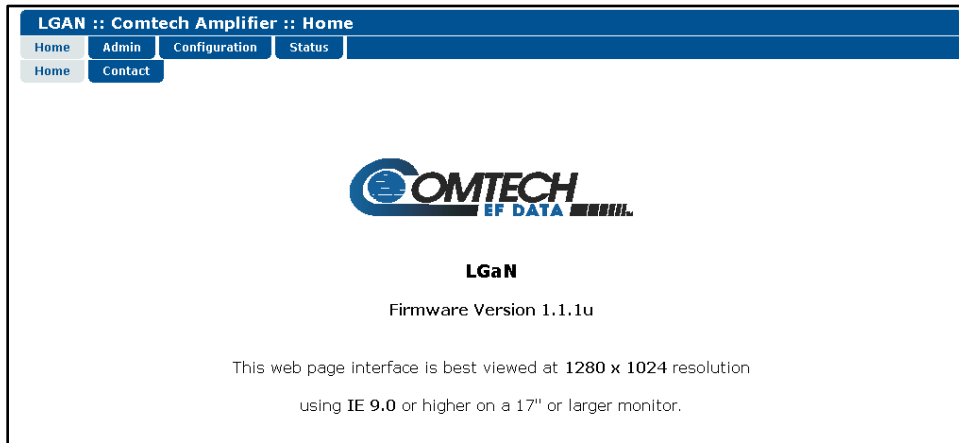 LGAN :: Comtech Amplifier :: Home
Home Admin Configuration Status
Home Contact
COMTECH
EF DATA
LGaN
Firmware Version 1.1.1u
This web page interface is best viewed at 1280 x 1024 resolution
using IE 9.0 or higher on a 17" or larger monitor.